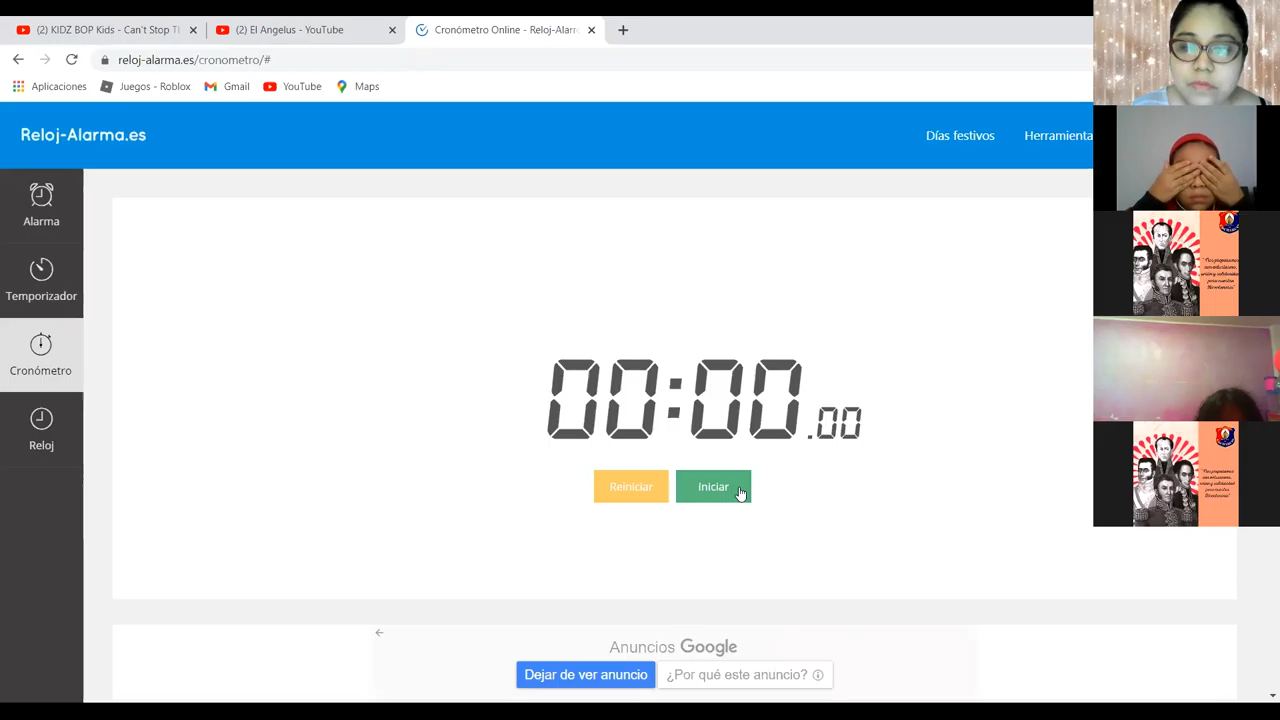 (2) KIDZ BOP Kids - Can't Stop T
(2) El Angelus - YouTube
Cronómetro Online - Reloj-Alarm
reloj-alarma.es/cronometro/#
Aplicaciones
Juegos - Roblox
Gmail
YouTube
Maps
Reloj-Alarma.es
Días festivos
Herramienta
Alarma
Temporizador
Cronómetro
Reloj
00:00.00
Reiniciar
Iniciar
Anuncios Google
Dejar de ver anuncio
¿Por qué este anuncio?